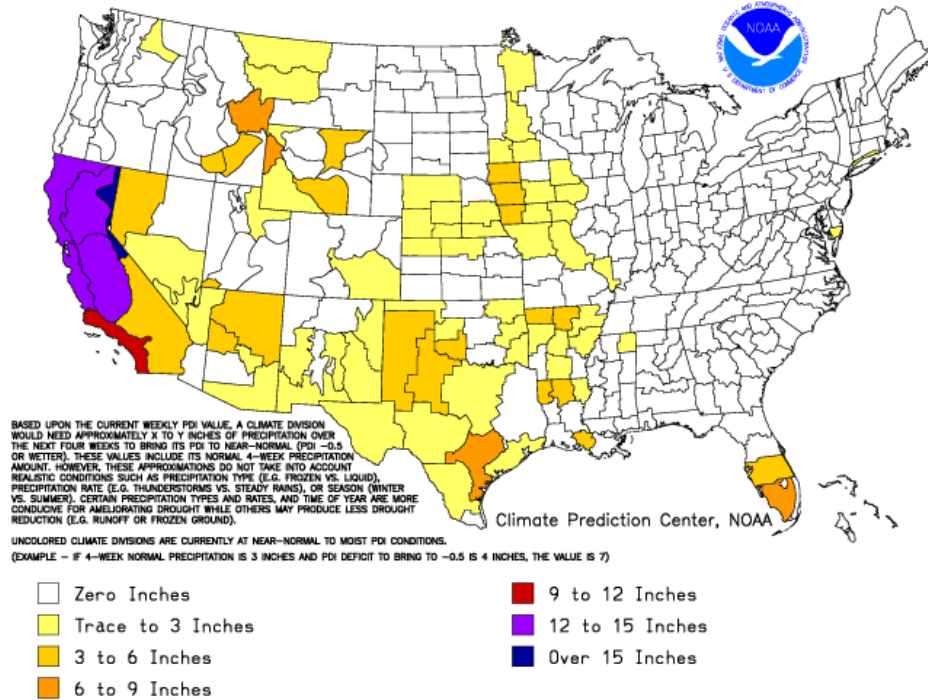 NATIONAL OCEANIC AND ATMOSPHERIC ADMINISTRATION
NOAA
U.S. DEPARTMENT OF COMMERCE
BASED UPON THE CURRENT WEEKLY PDI VALUE, A CLIMATE DIVISION
WOULD NEED APPROXIMATELY X TO Y INCHES OF PRECIPITATION OVER
THE NEXT FOUR WEEKS TO BRING ITS PDI TO NEAR-NORMAL (PDI -0.5
OR WETTER). THESE VALUES INCLUDE ITS NORMAL 4-WEEK PRECIPITATION
AMOUNT. HOWEVER, THESE APPROXIMATIONS DO NOT TAKE INTO ACCOUNT
REALISTIC CONDITIONS SUCH AS PRECIPITATION TYPE (E.G. FROZEN VS. LIQUID),
PRECIPITATION RATE (E.G. THUNDERSTORMS VS. STEADY RAINS), OR SEASON (WINTER
VS. SUMMER). CERTAIN PRECIPITATION TYPES AND RATES, AND TIME OF YEAR ARE MORE
CONDUCIVE FOR AMELIORATING DROUGHT WHILE OTHERS MAY PRODUCE LESS DROUGHT
REDUCTION (E.G. RUNOFF OR FROZEN GROUND).
Climate Prediction Center, NOAA
UNCOLORED CLIMATE DIVISIONS ARE CURRENTLY AT NEAR-NORMAL TO MOIST PDI CONDITIONS.
(EXAMPLE - IF 4-WEEK NORMAL PRECIPITATION IS 3 INCHES AND PDI DEFICIT TO BRING TO -0.5 IS 4 INCHES, THE VALUE IS 7)
Zero Inches
Trace to 3 Inches
3 to 6 Inches
6 to 9 Inches
9 to 12 Inches
12 to 15 Inches
Over 15 Inches